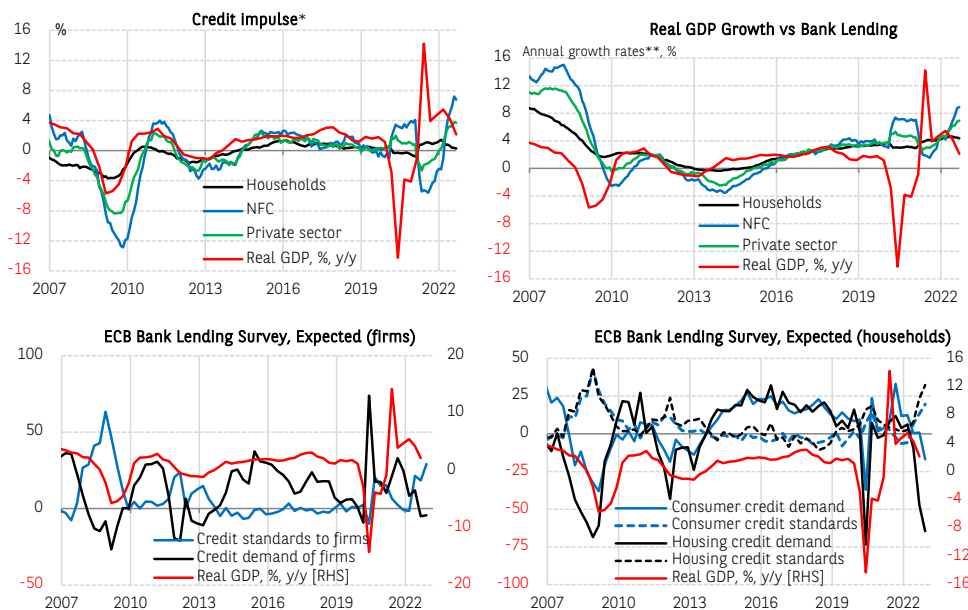 Credit impulse*
%
16
12
8
4
0
-4
-8
-12
-16
Households
NFC
Private sector
Real GDP, %, y/y
2007 2010 2013 2016 2019 2022
Real GDP Growth vs Bank Lending
Annual growth rates**, %
16
12
8
4
0
-4
-8
-12
-16
Households
NFC
Private sector
Real GDP, %, y/y
2007 2010 2013 2016 2019 2022
ECB Bank Lending Survey, Expected (firms)
100
50
0
-50
20
10
0
-10
-20
Credit standards to firms
Credit demand of firms
Real GDP, %, y/y [RHS]
2007 2010 2013 2016 2019 2022
ECB Bank Lending Survey, Expected (households)
50
25
0
-25
-50
-75
-100
16
12
8
4
0
-4
-8
-12
-16
Consumer credit demand
Consumer credit standards
Housing credit demand
Housing credit standards
Real GDP, %, y/y [RHS]
2007 2010 2013 2016 2019 2022